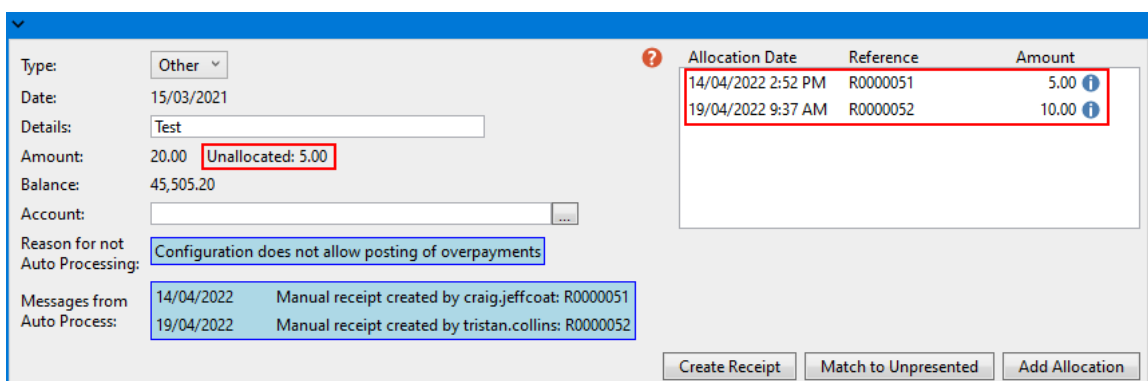 Type: Other
Date: 15/03/2021
Details: Test
Amount: 20.00 Unallocated: 5.00
Balance: 45,505.20
Account: ...
Reason for not
Auto Processing: Configuration does not allow posting of overpayments
Messages from
Auto Process:
14/04/2022 Manual receipt created by craig.jeffcoat: R0000051
19/04/2022 Manual receipt created by tristan.collins: R0000052
?
Allocation Date Reference Amount
14/04/2022 2:52 PM R0000051 5.00 i
19/04/2022 9:37 AM R0000052 10.00 i
Create Receipt Match to Unpresented Add Allocation